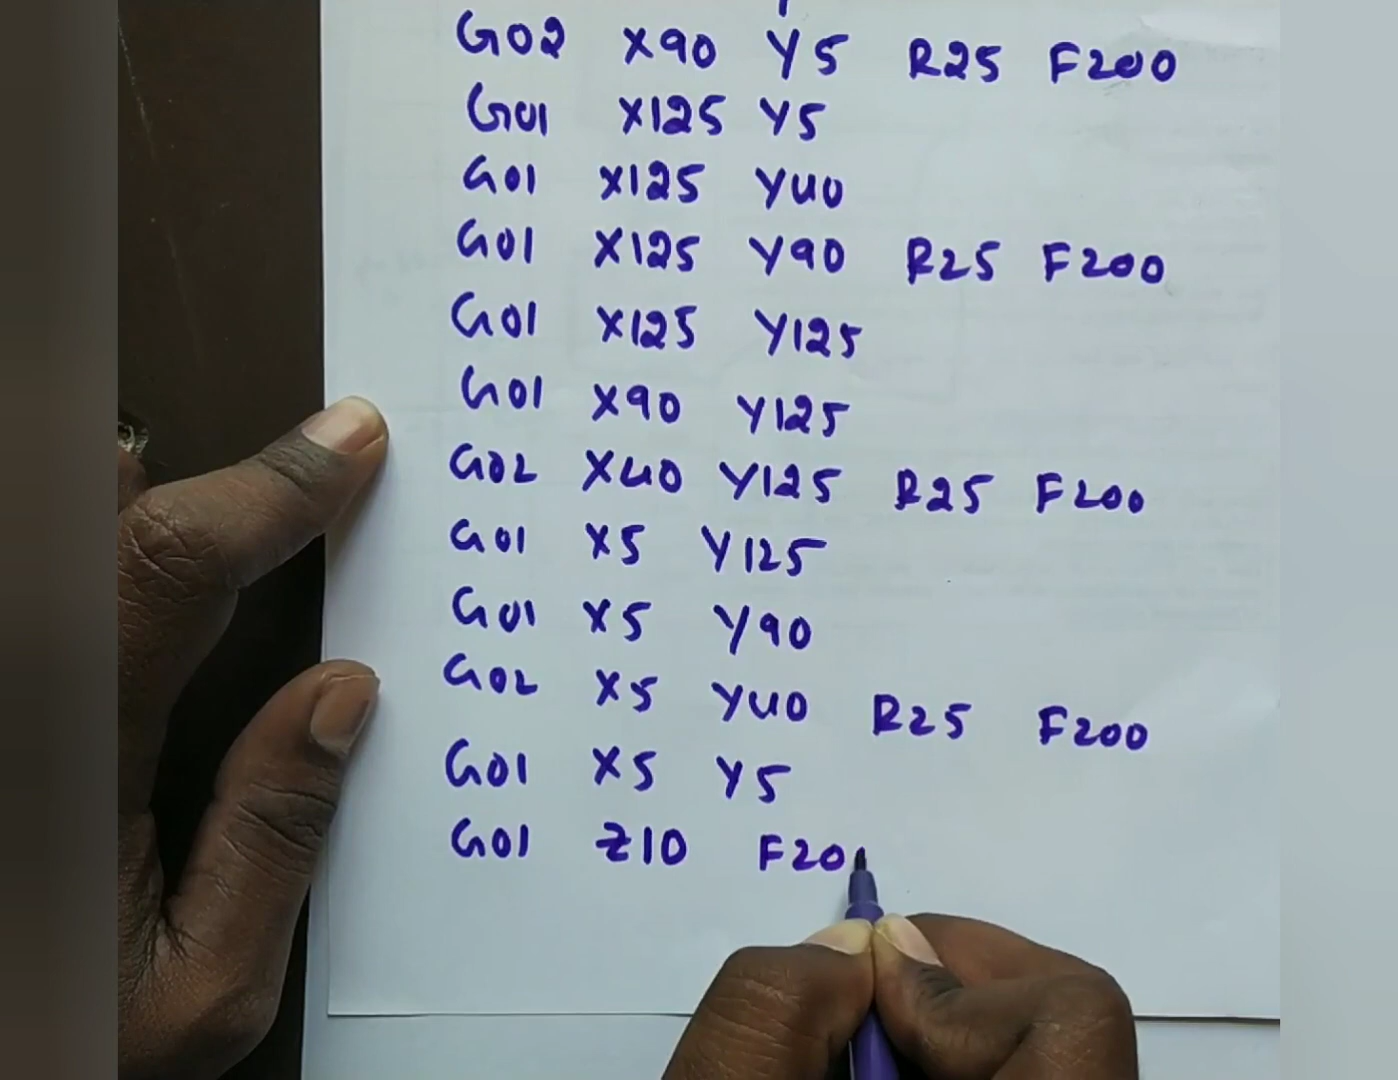 G02 X90 Y5 R25 F200
G01 X125 Y5
G01 X125 Y40
G01 X125 Y90 R25 F200
G01 X125 Y125
G01 X90 Y125
G02 X40 Y125 R25 F200
G01 X5 Y125
G01 X5 Y90
G02 X5 Y40 R25 F200
G01 X5 Y5
G01 Z10 F20